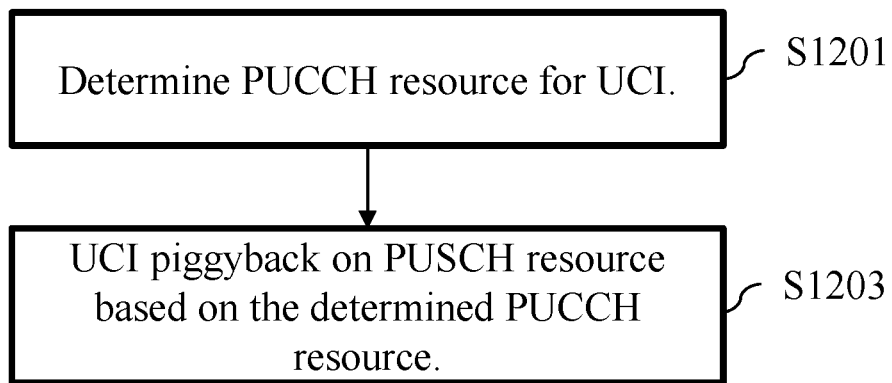 Determine PUCCH resource for UCI.
S1201
UCI piggyback on PUSCH resource
based on the determined PUCCH
resource.
S1203